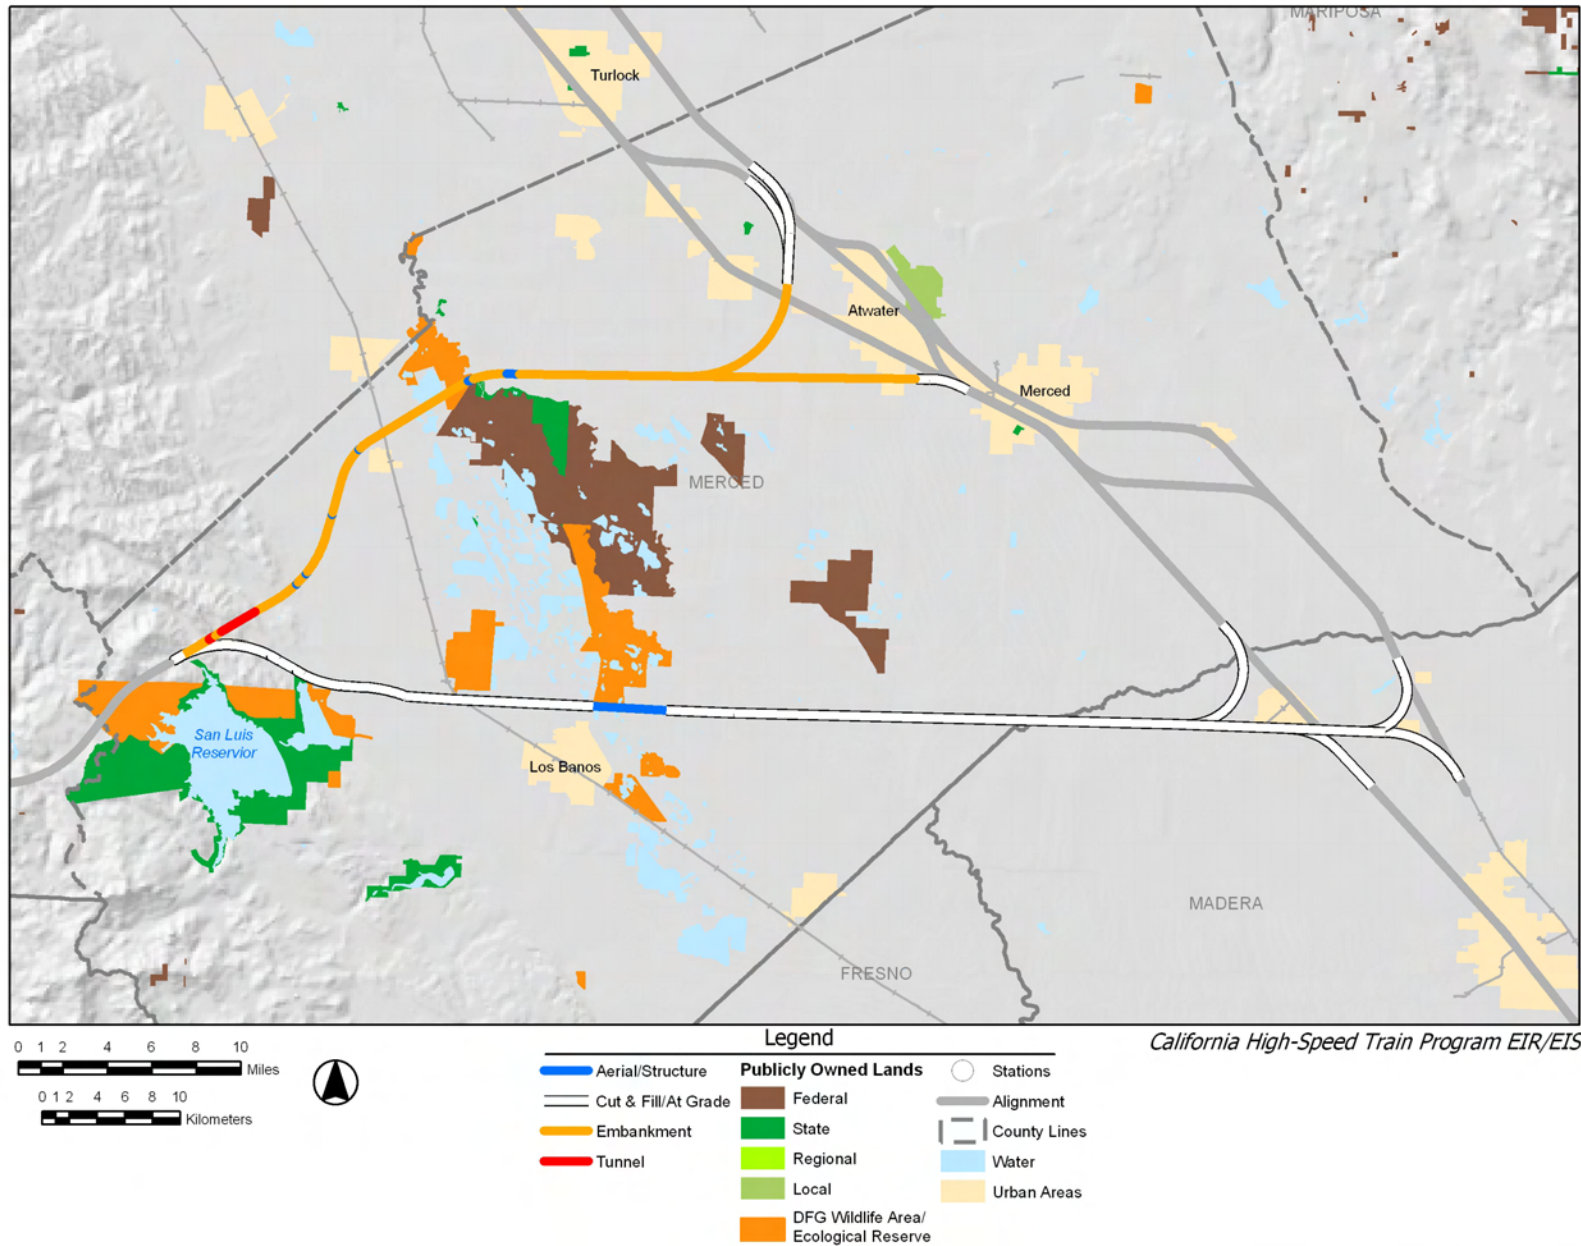 MARIPOSA
Turlock
Atwater
Merced
MERCED
San Luis
Reservior
Los Banos
MADERA
FRESNO
0 1 2 4 6 8 10
Miles
0 1 2 4 6 8 10
Kilometers
Legend
California High-Speed Train Program EIR/EIS
Aerial/Structure
Cut & Fill/At Grade
Embankment
Tunnel
Publicly Owned Lands
Federal
State
Regional
Local
DFG Wildlife Area/
Ecological Reserve
Stations
Alignment
County Lines
Water
Urban Areas